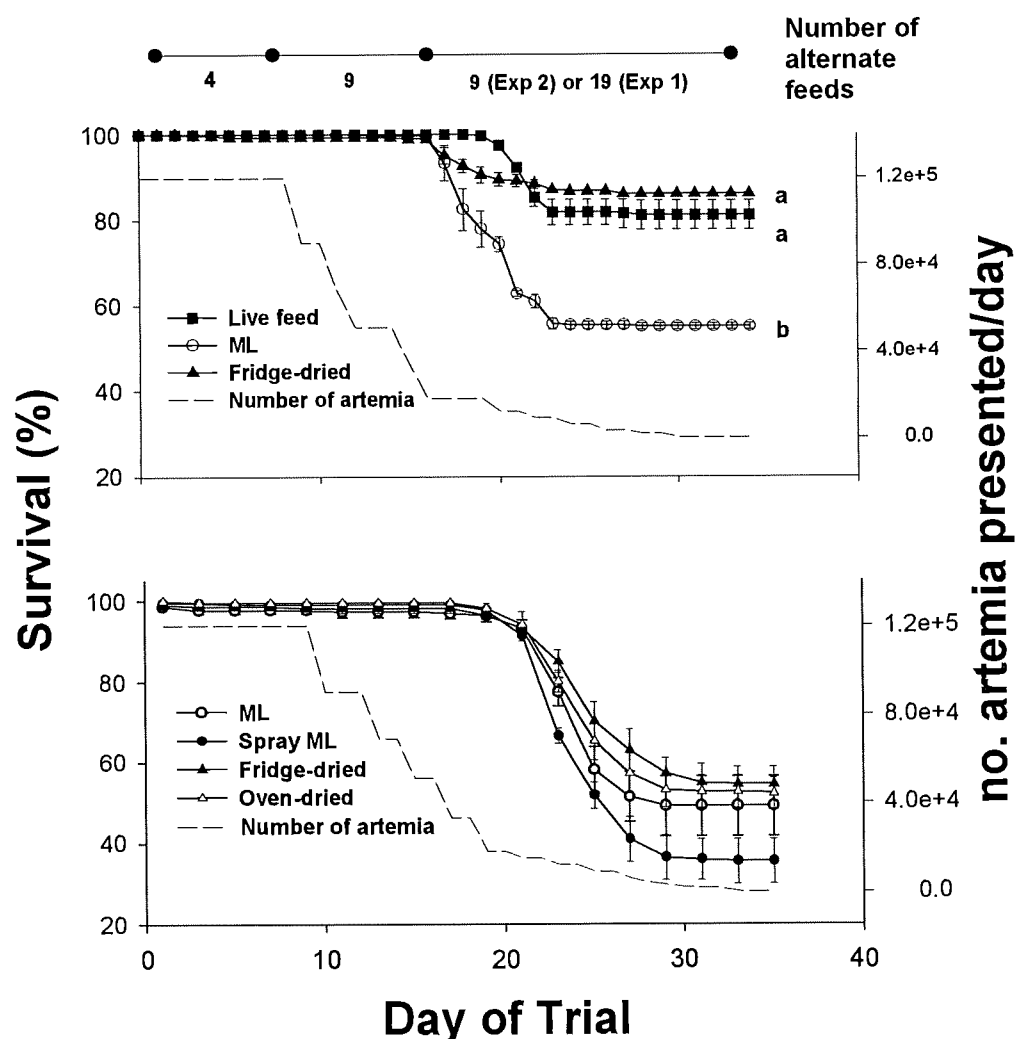 Number of
alternate
feeds
4
9
9 (Exp 2) or 19 (Exp 1)
100
80
60
40
20
1.2e+5
8.0e+4
4.0e+4
0.0
a
a
b
Live feed
ML
Fridge-dried
Number of artemia
Survival (%)
no. artemia presented/day
100
80
60
40
20
1.2e+5
8.0e+4
4.0e+4
0.0
ML
Spray ML
Fridge-dried
Oven-dried
Number of artemia
0
10
20
30
40
Day of Trial